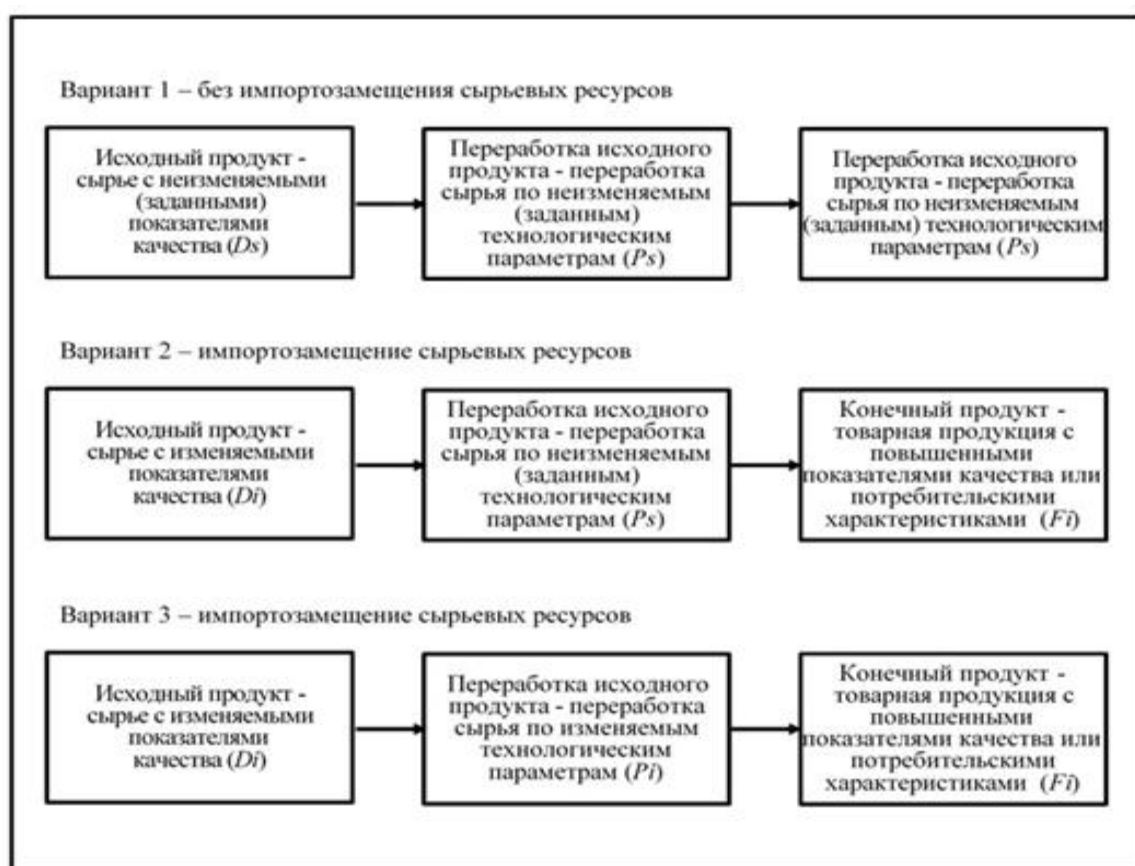 Вариант 1 – без импортозамещения сырьевых ресурсов
Исходный продукт -
сырье с неизменяемыми
(заданными)
показателями
качества (Ds)
Переработка исходного
продукта - переработка
сырья по неизменяемым
(заданным)
технологическим
параметрам (Ps)
Переработка исходного
продукта - переработка
сырья по неизменяемым
(заданным) технологическим
параметрам (Ps)
Вариант 2 – импортозамещение сырьевых ресурсов
Исходный продукт -
сырье с изменяемыми
показателями
качества (Di)
Переработка исходного
продукта - переработка
сырья по неизменяемым
(заданным)
технологическим
параметрам (Ps)
Конечный продукт -
товарная продукция с
повышенными
показателями качества или
потребительскими
характеристиками (Fi)
Вариант 3 – импортозамещение сырьевых ресурсов
Исходный продукт -
сырье с изменяемыми
показателями
качества (Di)
Переработка исходного
продукта - переработка
сырья по изменяемым
технологическим
параметрам (Pi)
Конечный продукт -
товарная продукция с
повышенными
показателями качества или
потребительскими
характеристиками (Fi)